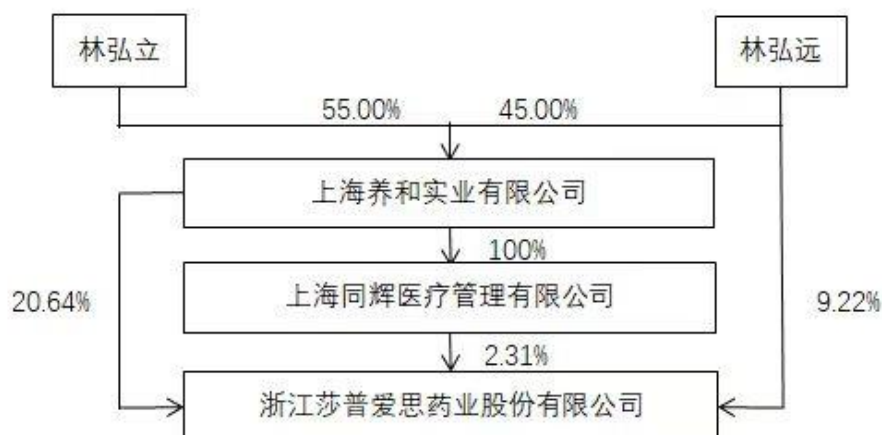 林弘立
林弘远
55.00%
45.00%
上海养和实业有限公司
100%
上海同辉医疗管理有限公司
20.64%
9.22%
2.31%
浙江莎普爱思药业股份有限公司